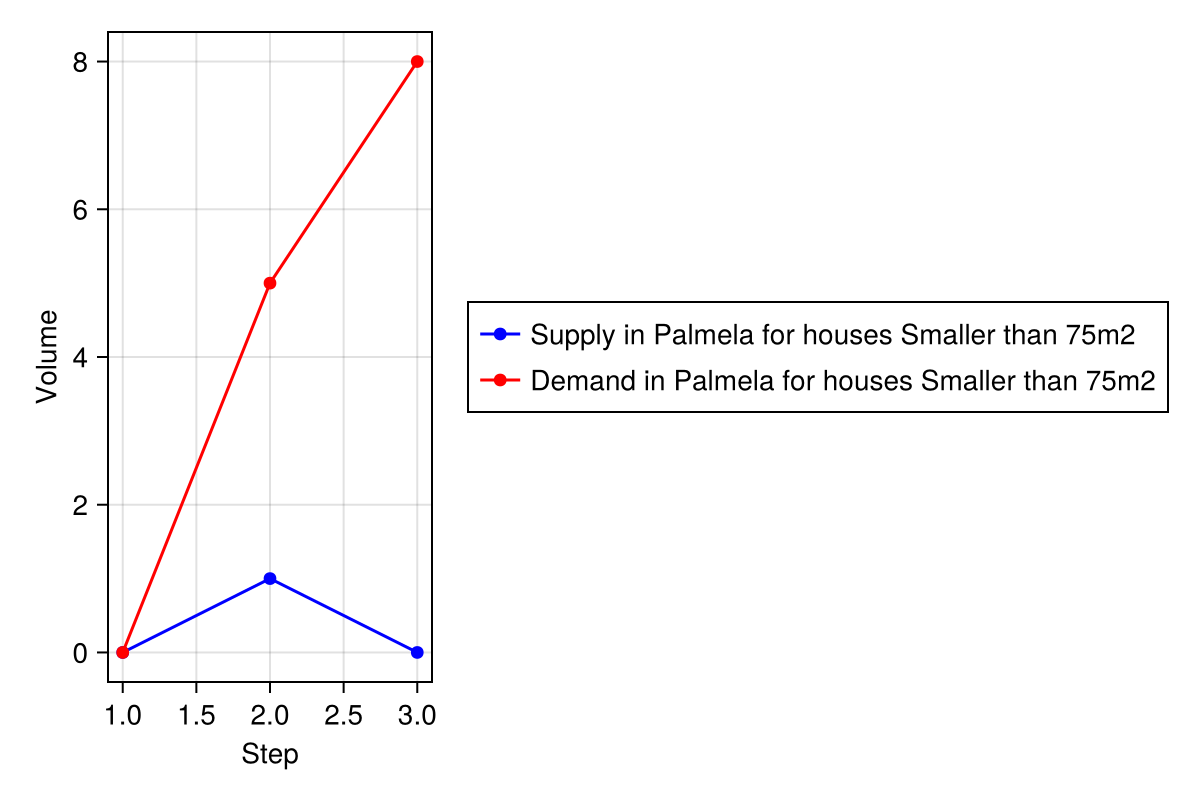 8
6
4
2
0
Volume
1.0 1.5 2.0 2.5 3.0
Step
Supply in Palmela for houses Smaller than 75m2
Demand in Palmela for houses Smaller than 75m2